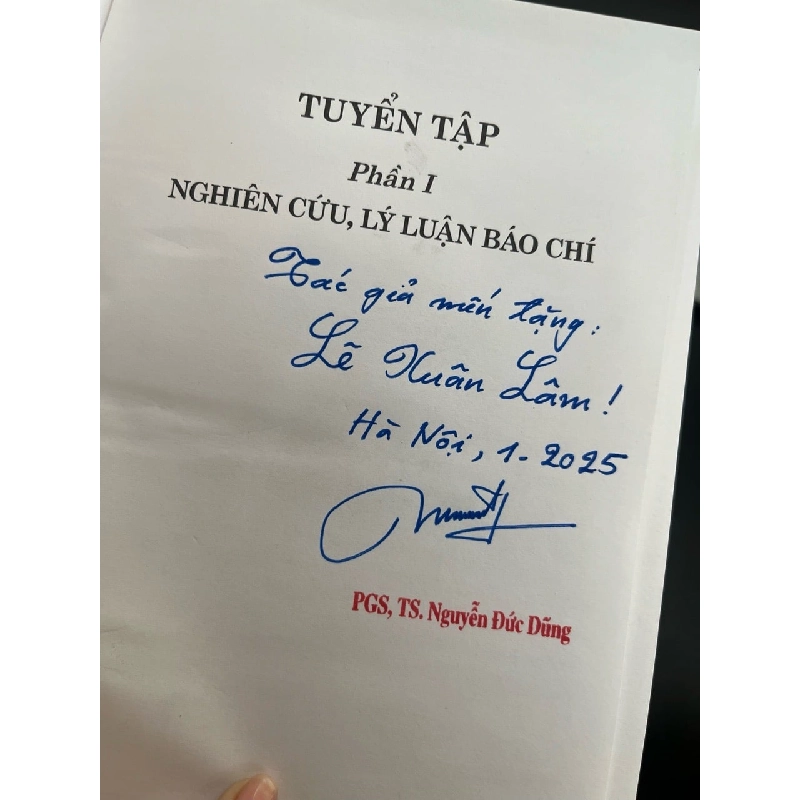 TUYỂN TẬP
Phần I
NGHIÊN CỨU, LÝ LUẬN BÁO CHÍ
Tác giả mến tặng:
Lê Xuân Lâm!
Hà Nội, 1-2025
PGS, TS. Nguyễn Đức Dũng